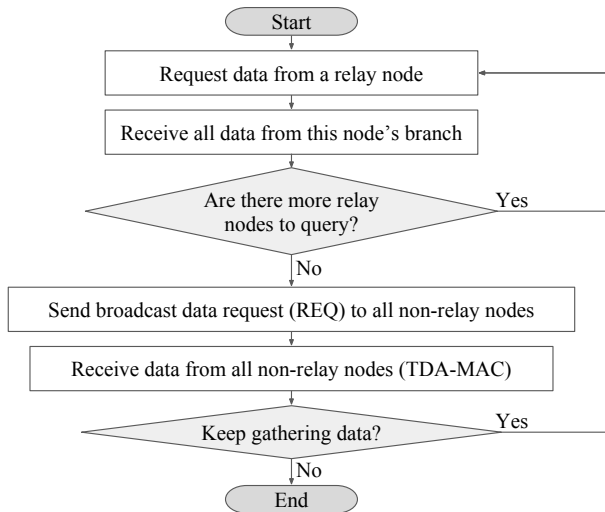 Start
Request data from a relay node
Receive all data from this node's branch
Are there more relay
nodes to query?
Yes
No
Send broadcast data request (REQ) to all non-relay nodes
Receive data from all non-relay nodes (TDA-MAC)
Keep gathering data?
Yes
No
End